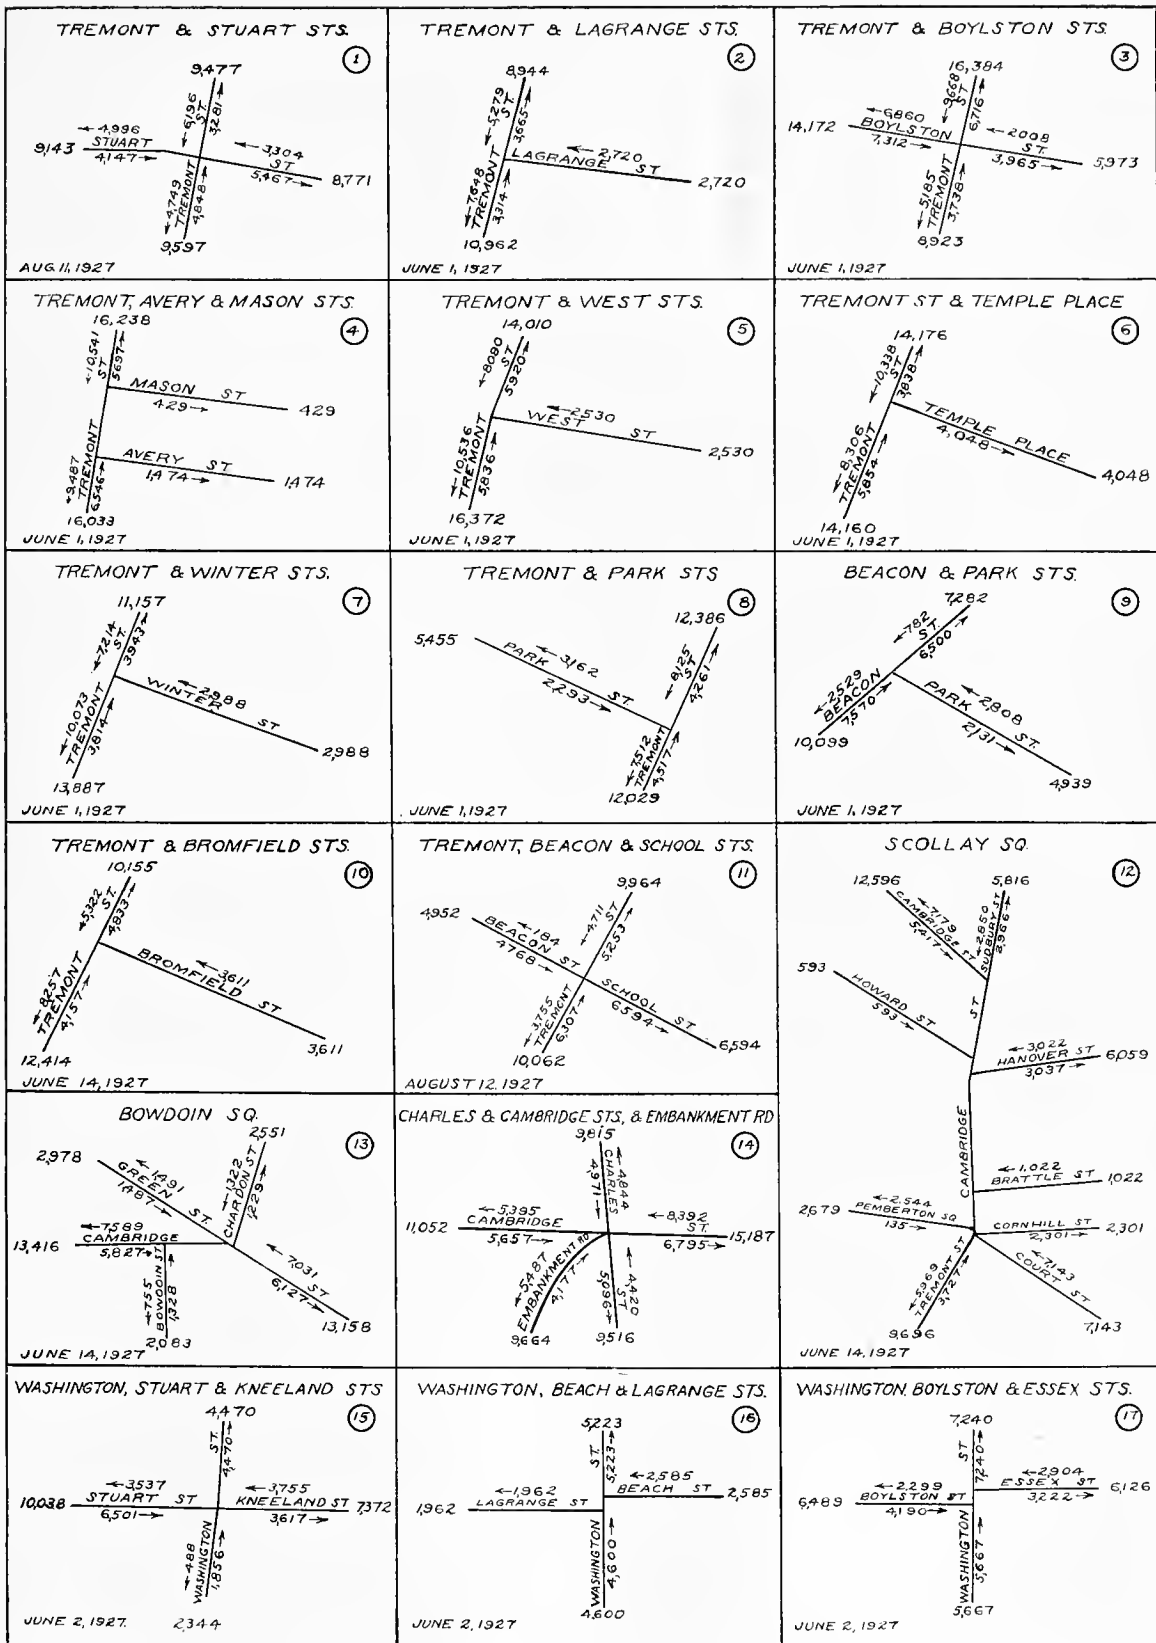 TREMONT & STUART STS.
1
9,477
6,196
ST.
3,281
4,996
STUART
4,147
9,143
3,304
ST
5,467
8,771
4,749
TREMONT
4,848
9,597
AUG. 11, 1927
TREMONT & LAGRANGE STS.
2
8,944
5,279
ST
3,665
2,720
LAGRANGE ST
2,720
7,648
TREMONT
3,314
10,962
JUNE 1, 1927
TREMONT & BOYLSTON STS.
3
16,384
9,668
ST
6,716
6,860
BOYLSTON
7,312
14,172
2,008
ST.
3,965
5,973
5,185
TREMONT
3,738
8,923
JUNE 1, 1927
TREMONT, AVERY & MASON STS.
4
16,238
10,541
ST
5697
MASON ST
429
429
AVERY ST
1,474
1,474
9,487
TREMONT
6,546
16,033
JUNE 1, 1927
TREMONT & WEST STS.
5
14,010
8080
ST
5920
2,530
WEST ST
2,530
10,536
TREMONT
5,836
16,372
JUNE 1, 1927
TREMONT ST & TEMPLE PLACE
6
14,176
10,338
ST
3,838
TEMPLE PLACE
4,048
4,048
8,306
TREMONT
5,854
14,160
JUNE 1, 1927
TREMONT & WINTER STS.
7
11,157
7,214
ST.
3943
2,988
WINTER ST
2,988
10,073
TREMONT
3,814
13,887
JUNE 1, 1927
TREMONT & PARK STS
8
12,386
5,455
3,162
PARK ST.
2,293
8,125
ST
4,261
7,512
TREMONT
4,517
12,029
JUNE 1, 1927
BEACON & PARK STS.
9
7,282
782
ST.
6,500
2,529
BEACON
7,570
10,099
2,808
PARK ST.
2,131
4,939
JUNE 1, 1927
TREMONT & BROMFIELD STS.
10
10,155
5,322
ST.
4,833
3,611
BROMFIELD ST
3,611
8,257
TREMONT
4,157
12,414
JUNE 14, 1927
TREMONT, BEACON & SCHOOL STS.
11
9,964
4,952
184
BEACON ST
4768
4,711
ST
5,253
SCHOOL ST
6594
6,594
3,755
TREMONT
6,307
10,062
AUGUST 12, 1927
SCOLLAY SQ.
12
12,596
7,179
CAMBRIDGE ST
5,417
5,816
2,850
SUDBURY ST
2,966
593
HOWARD ST
593
ST
3,022
HANOVER ST
3,037
6,059
CAMBRIDGE
1,022
BRATTLE ST
1,022
2,679
2,544
PEMBERTON SQ
135
CORNHILL ST
2,301
2,301
7,143
COURT ST
7,143
5,969
TREMONT ST
3,727
9,696
JUNE 14, 1927
BOWDOIN SQ.
13
2,551
1,322
CHARDON ST
1,229
2,978
1,491
GREEN ST.
1,487
13,416
7,589
CAMBRIDGE
5,827
7,031
ST
6,127
13,158
755
BOWDOIN ST
1,328
2,083
JUNE 14, 1927
CHARLES & CAMBRIDGE STS, & EMBANKMENT RD
14
9,815
4,971
CHARLES
4,844
11,052
5,395
CAMBRIDGE
5,657
8,392
ST.
6,795
15,187
5,487
EMBANKMENT RD
4,177
9,664
5,096
ST
4,420
9,516
WASHINGTON, STUART & KNEELAND STS
15
4,470
ST.
4,470
10,038
3,537
STUART ST
6,501
3,755
KNEELAND ST
3,617
7,372
488
WASHINGTON
1,856
2,344
JUNE 2, 1927.
WASHINGTON, BEACH & LAGRANGE STS.
16
5,223
ST.
5,223
2,585
BEACH ST
2,585
1,962
1,962
LAGRANGE ST
WASHINGTON
4,600
4,600
JUNE 2, 1927
WASHINGTON, BOYLSTON & ESSEX STS.
17
7,240
ST
7,240
2,904
ESSEX ST
3,222
6,126
6,489
2,299
BOYLSTON ST
4,190
WASHINGTON
5,667
5,667
JUNE 2, 1927